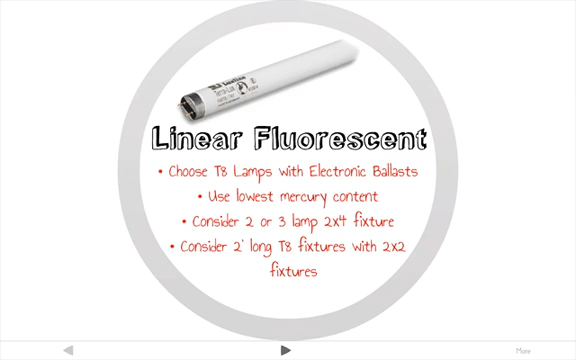 Linear Fluorescent
• Choose T8 Lamps with Electronic Ballasts
• Use lowest mercury content
• Consider 2 or 3 lamp 2x4 fixture
• Consider 2' long T8 fixtures with 2x2
fixtures
More